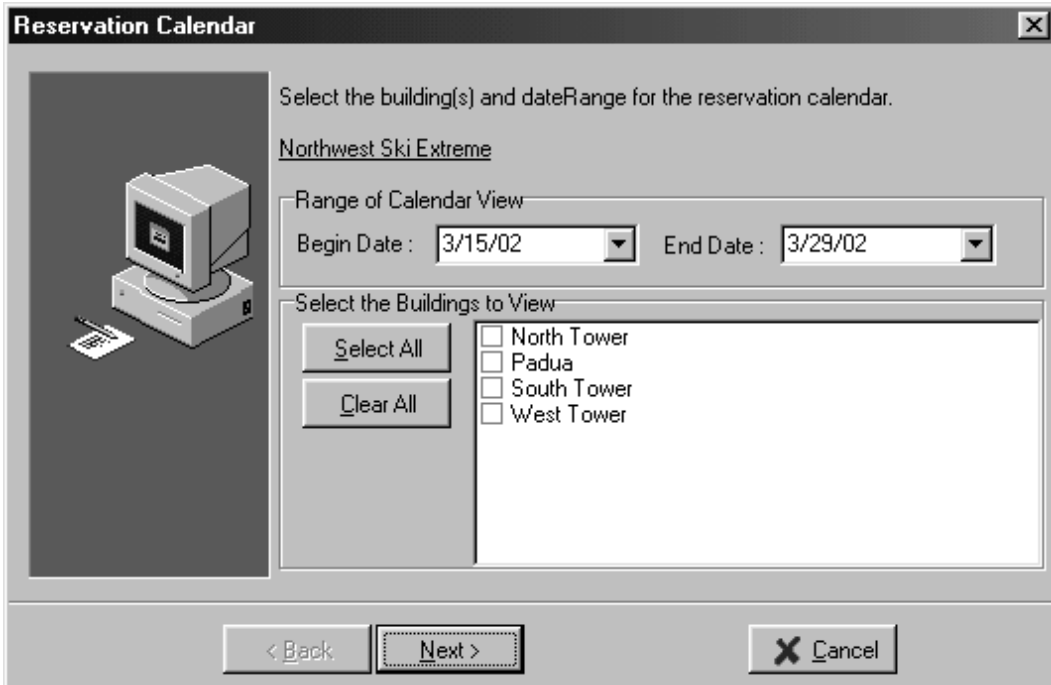 Reservation Calendar
Select the building(s) and dateRange for the reservation calendar.
Northwest Ski Extreme
Range of Calendar View
Begin Date : 3/15/02 End Date : 3/29/02
Select the Buildings to View
Select All
Clear All
North Tower
Padua
South Tower
West Tower
< Back Next > Cancel